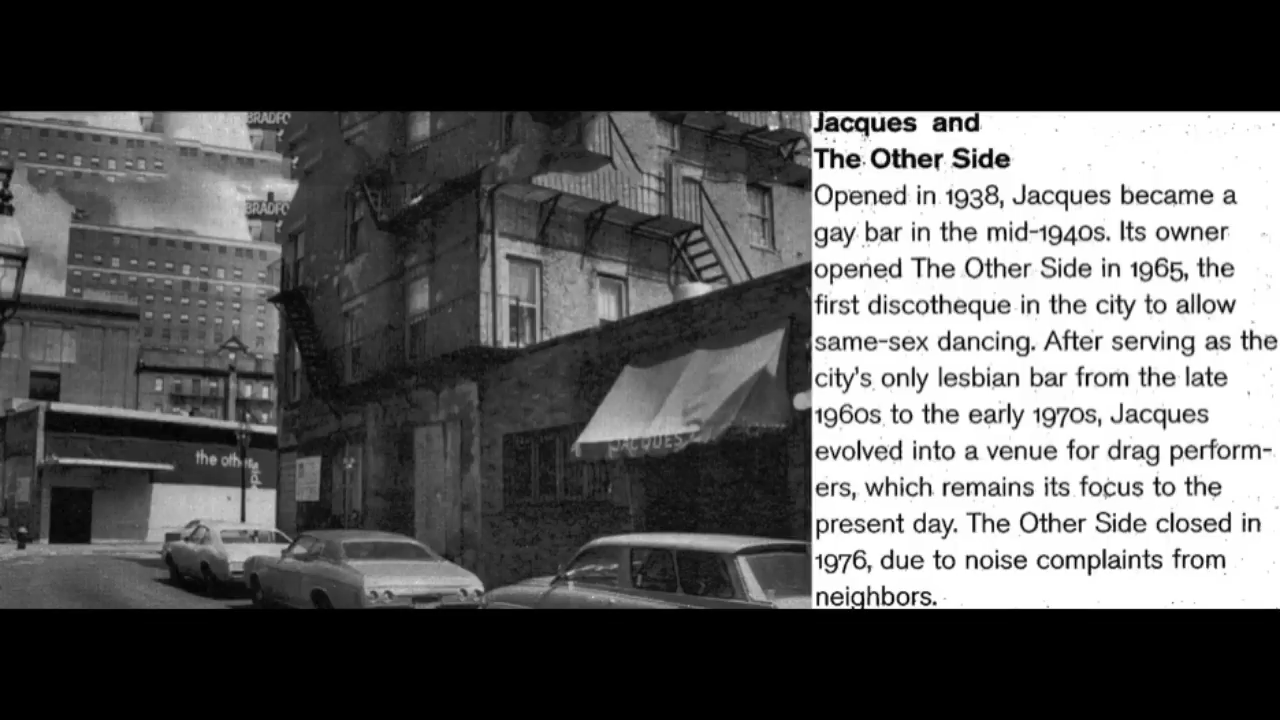 BRADFO
BRADFO
the other
side
JACQUES
Jacques and
The Other Side
Opened in 1938, Jacques became a
gay bar in the mid-1940s. Its owner
opened The Other Side in 1965, the
first discotheque in the city to allow
same-sex dancing. After serving as the
city's only lesbian bar from the late
1960s to the early 1970s, Jacques
evolved into a venue for drag perform-
ers, which remains its focus to the
present day. The Other Side closed in
1976, due to noise complaints from
neighbors.